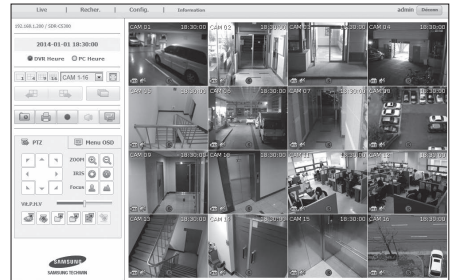 Live | Recher. | Config. | Information admin Déconn
192.168.1.200 / SDR-C5300
2014-01-01 18:30:00
DVR Heure PC Heure
CAM 1-16
PTZ Menu OSD
ZOOM
IRIS
Focus
VIt.P.T.V
SAMSUNG
SAMSUNG TECHWIN
CAM 01 18:30:00
CAM 02 18:30:00
CAM 03 18:30:00
CAM 04 18:30:00
CAM 05 18:30:00
CAM 06 18:30:00
CAM 07 18:30:00
CAM 08 18:30:00
CAM 09 18:30:00
CAM 10 18:30:00
CAM 11 18:30:00
CAM 12 18:30:00
CAM 13 18:30:00
CAM 14 18:30:00
CAM 15 18:30:00
CAM 16 18:30:00